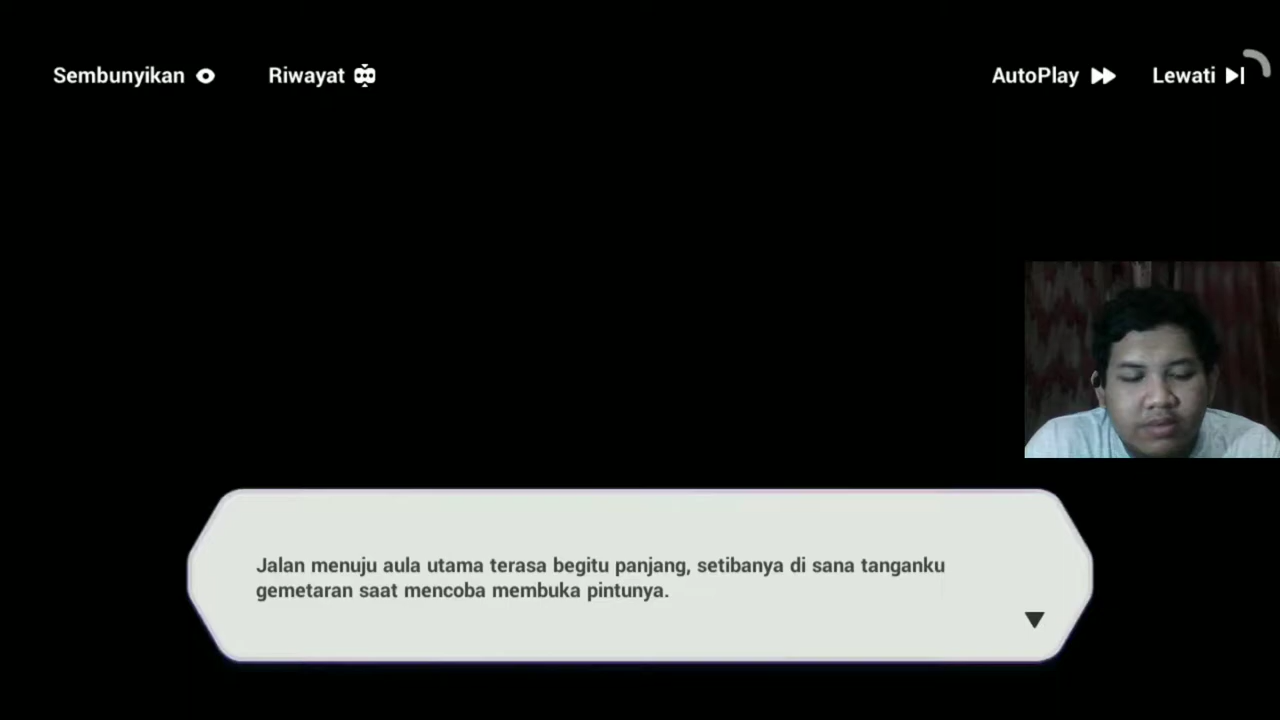 Sembunyikan
Riwayat
AutoPlay
Lewati
Jalan menuju aula utama terasa begitu panjang, setibanya di sana tanganku
gemetaran saat mencoba membuka pintunya.